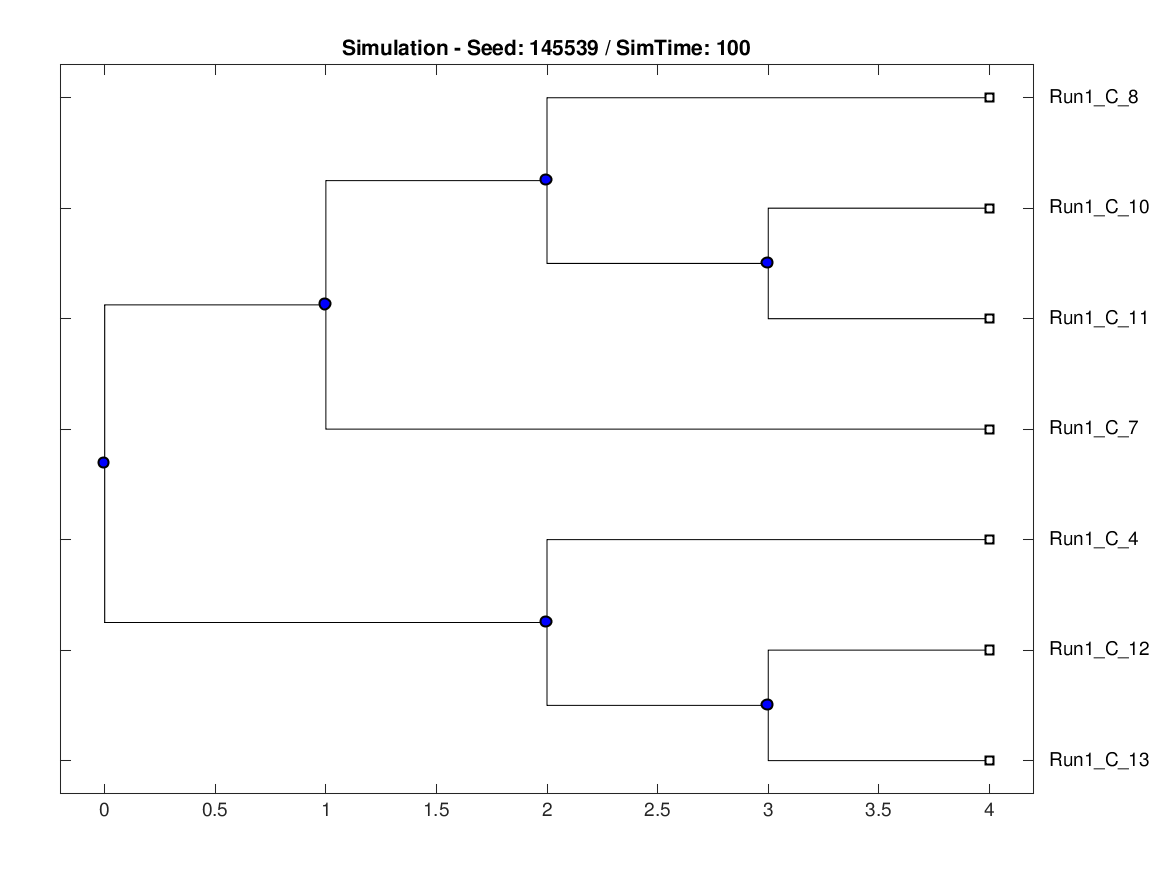 Simulation - Seed: 145539 / SimTime: 100
Run1_C_8
Run1_C_10
Run1_C_11
Run1_C_7
Run1_C_4
Run1_C_12
Run1_C_13
0 0.5 1 1.5 2 2.5 3 3.5 4